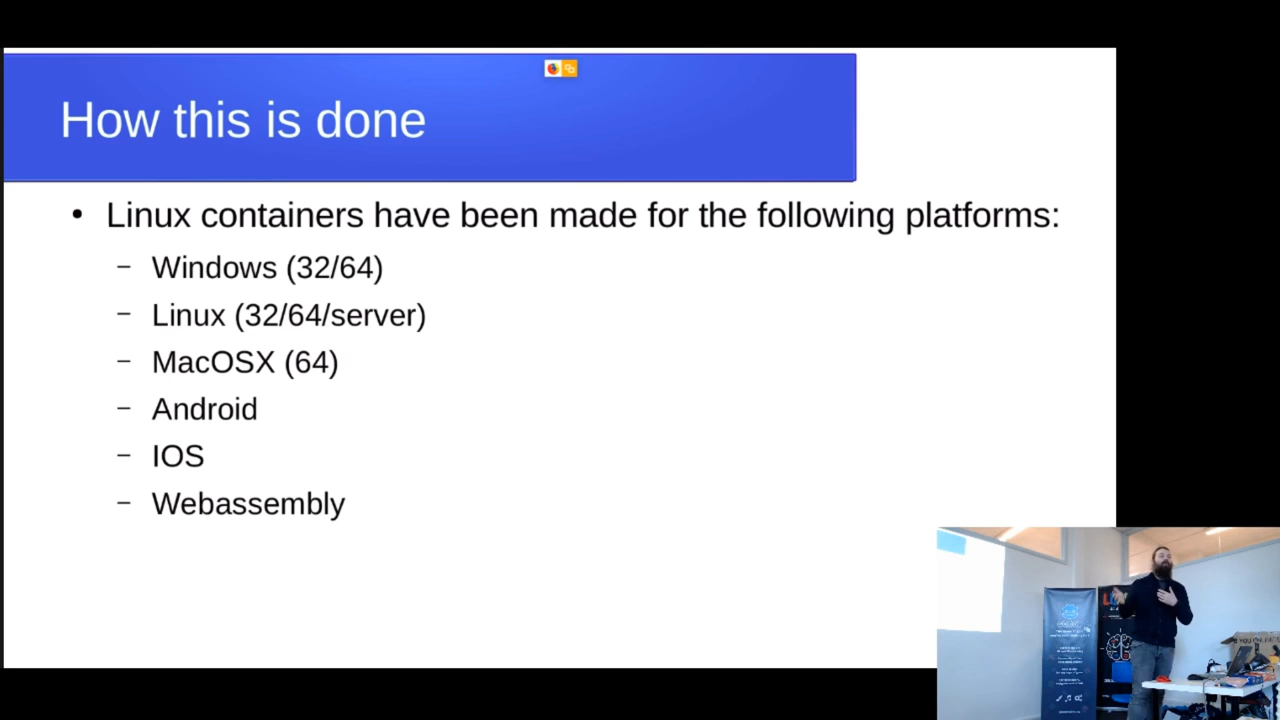 How this is done
Linux containers have been made for the following platforms:
Windows (32/64)
Linux (32/64/server)
MacOSX (64)
Android
IOS
Webassembly